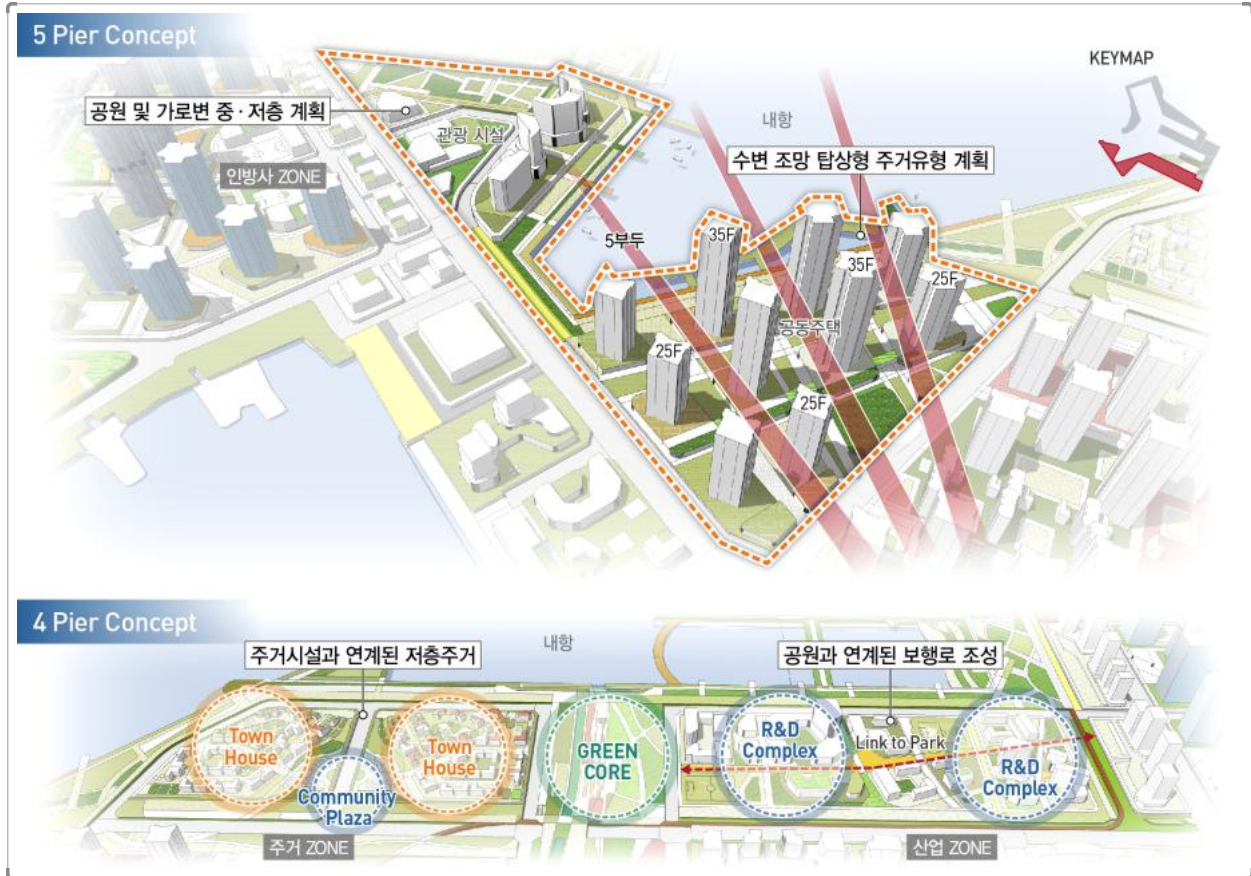 5 Pier Concept
KEYMAP
공원 및 가로변 중·저층 계획
관광 시설
내항
수변 조망 탑상형 주거유형 계획
인방사 ZONE
5부두
35F
35F
25F
공동주택
25F
25F
4 Pier Concept
주거시설과 연계된 저층주거
내항
공원과 연계된 보행로 조성
Town
House
Town
House
GREEN
CORE
R&D
Complex
Link to Park
R&D
Complex
Community
Plaza
주거 ZONE
산업 ZONE